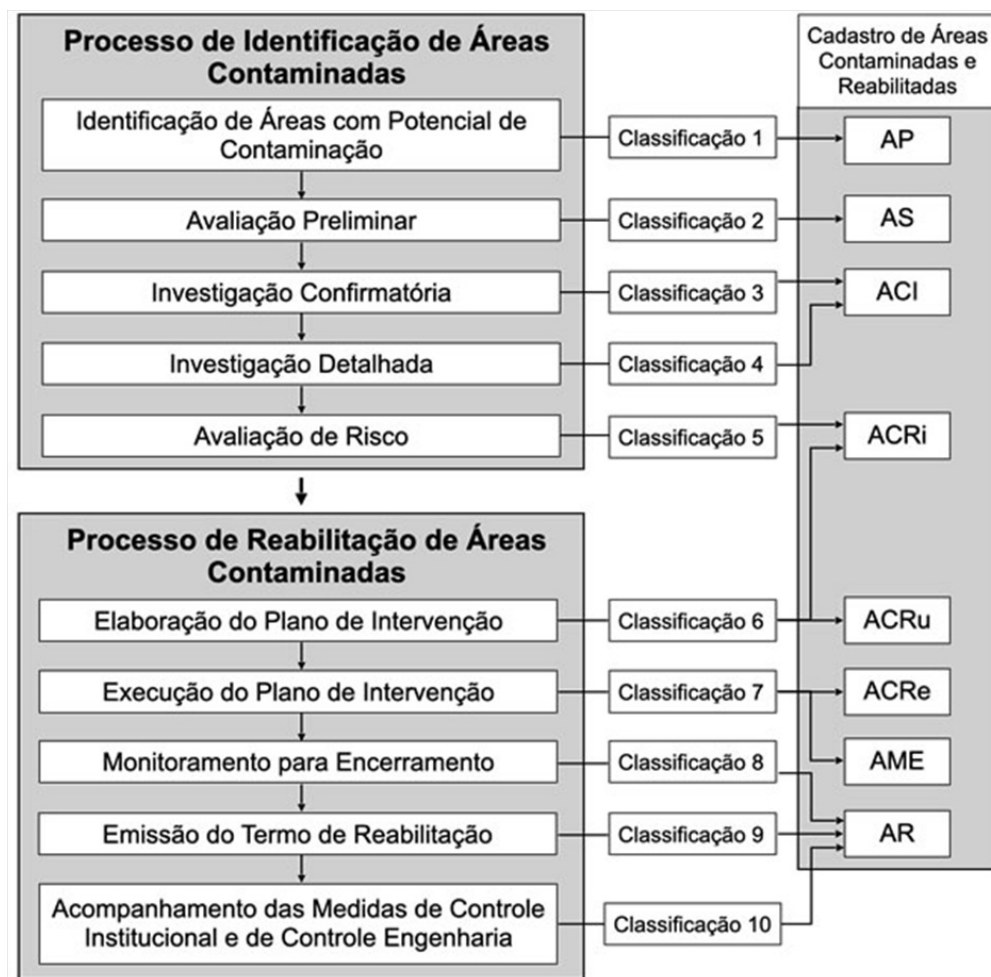 Processo de Identificação de Áreas
Contaminadas
Identificação de Áreas com Potencial de
Contaminação
Avaliação Preliminar
Investigação Confirmatória
Investigação Detalhada
Avaliação de Risco
Classificação 1
Classificação 2
Classificação 3
Classificação 4
Classificação 5
Cadastro de Áreas
Contaminadas e
Reabilitadas
AP
AS
ACI
ACRi
Processo de Reabilitação de Áreas
Contaminadas
Elaboração do Plano de Intervenção
Execução do Plano de Intervenção
Monitoramento para Encerramento
Emissão do Termo de Reabilitação
Acompanhamento das Medidas de Controle
Institucional e de Controle Engenharia
Classificação 6
Classificação 7
Classificação 8
Classificação 9
Classificação 10
ACRu
ACRe
AME
AR